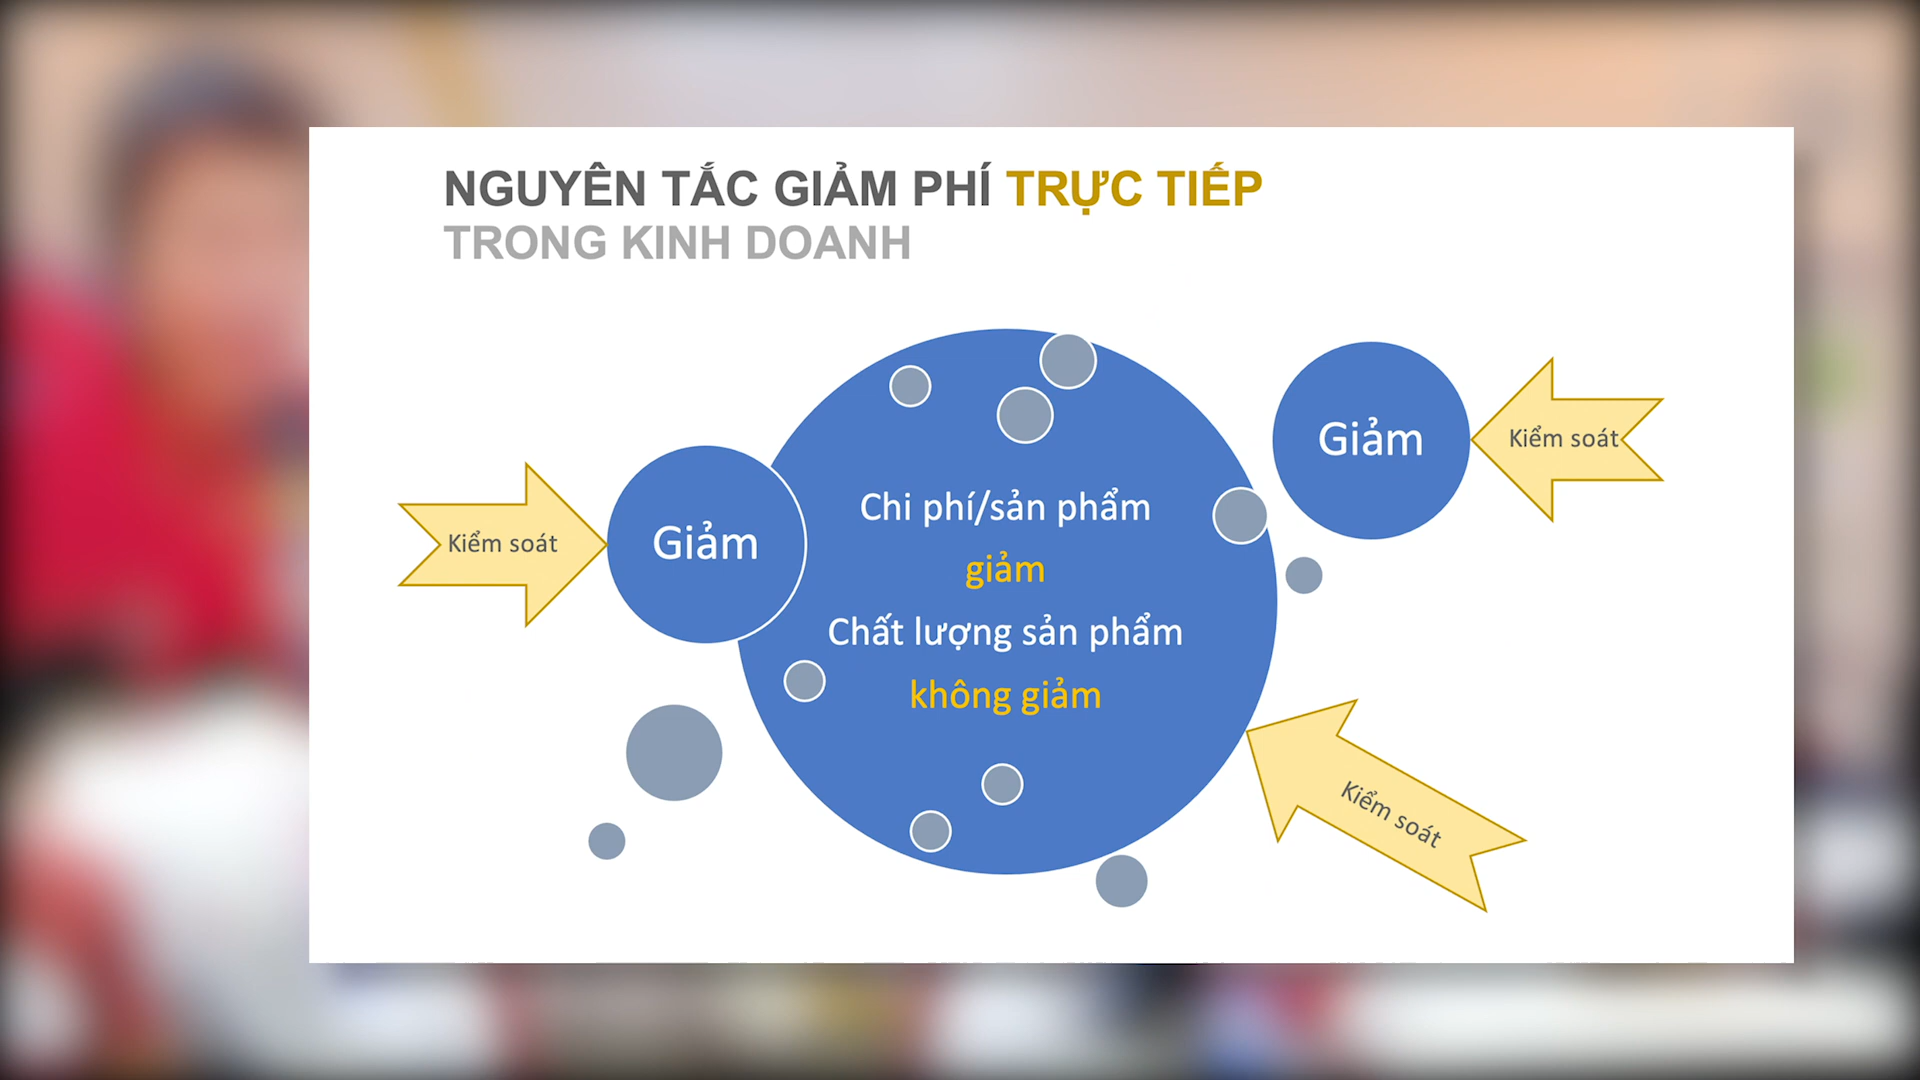 NGUYÊN TẮC GIẢM PHÍ TRỰC TIẾP
TRONG KINH DOANH
Kiểm soát
Giảm
Chi phí/sản phẩm
giảm
Chất lượng sản phẩm
không giảm
Giảm
Kiểm soát
Kiểm soát